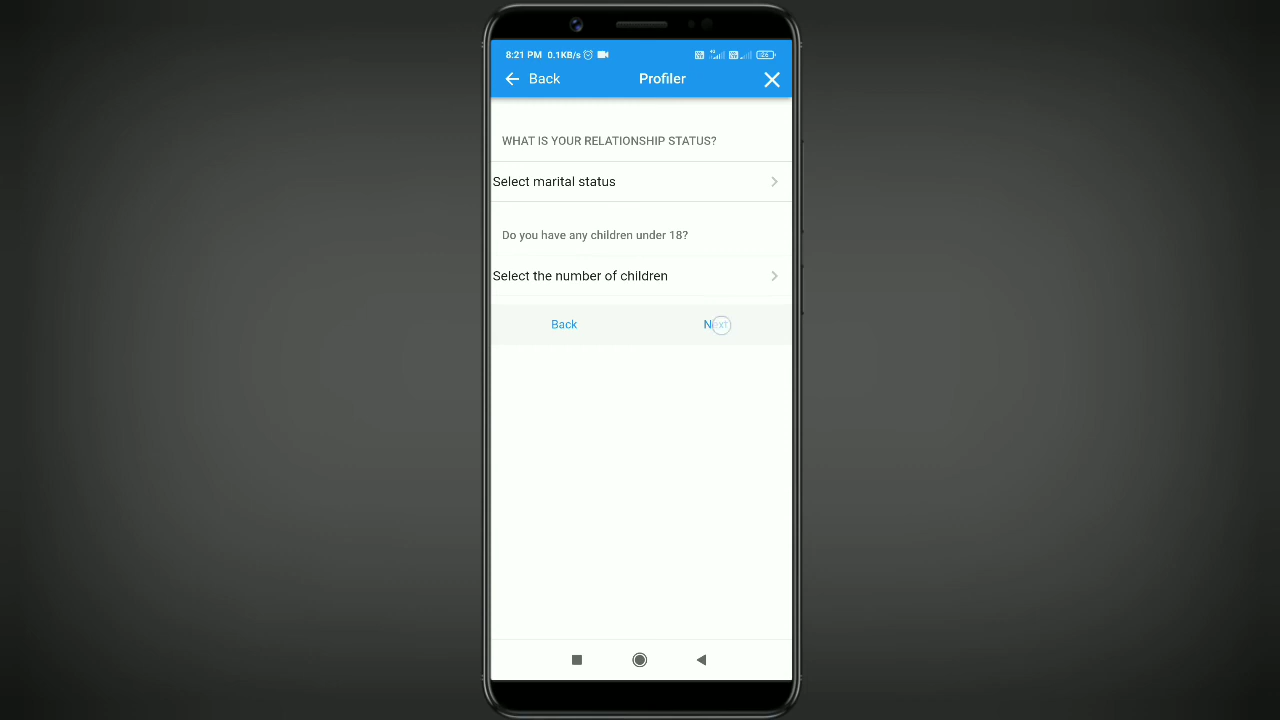 8:21 PM 0.1KB/s
Back Profiler
WHAT IS YOUR RELATIONSHIP STATUS?
Select marital status
Do you have any children under 18?
Select the number of children
Back Next